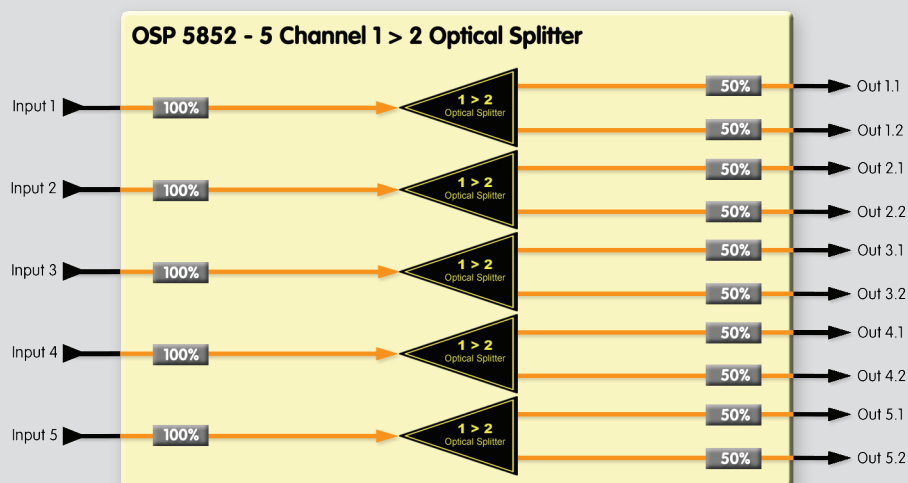 OSP 5852 - 5 Channel 1 > 2 Optical Splitter
Input 1
100%
1 > 2
Optical Splitter
50%
Out 1.1
50%
Out 1.2
Input 2
100%
1 > 2
Optical Splitter
50%
Out 2.1
50%
Out 2.2
Input 3
100%
1 > 2
Optical Splitter
50%
Out 3.1
50%
Out 3.2
Input 4
100%
1 > 2
Optical Splitter
50%
Out 4.1
50%
Out 4.2
Input 5
100%
1 > 2
Optical Splitter
50%
Out 5.1
50%
Out 5.2